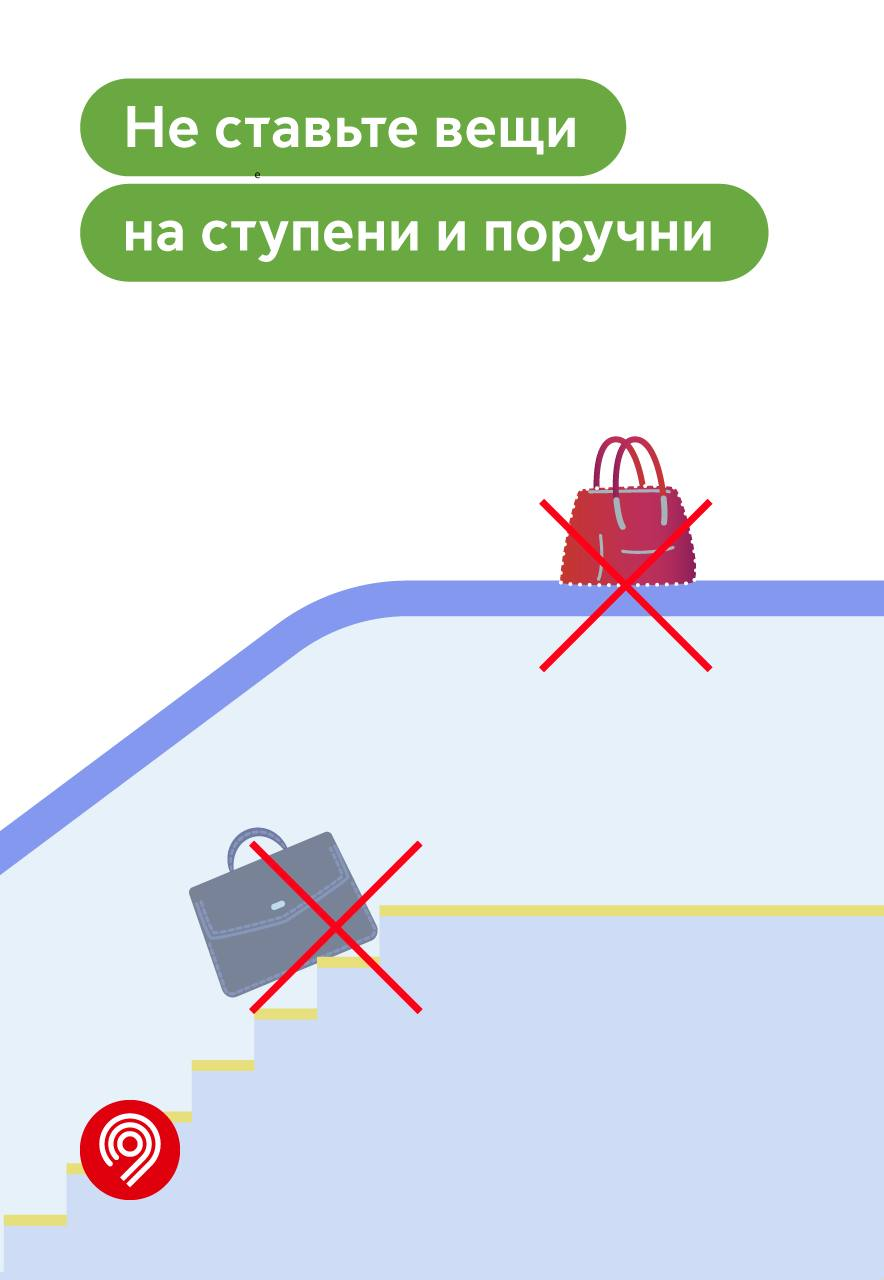 Не ставьте вещи
е
на ступени и поручни